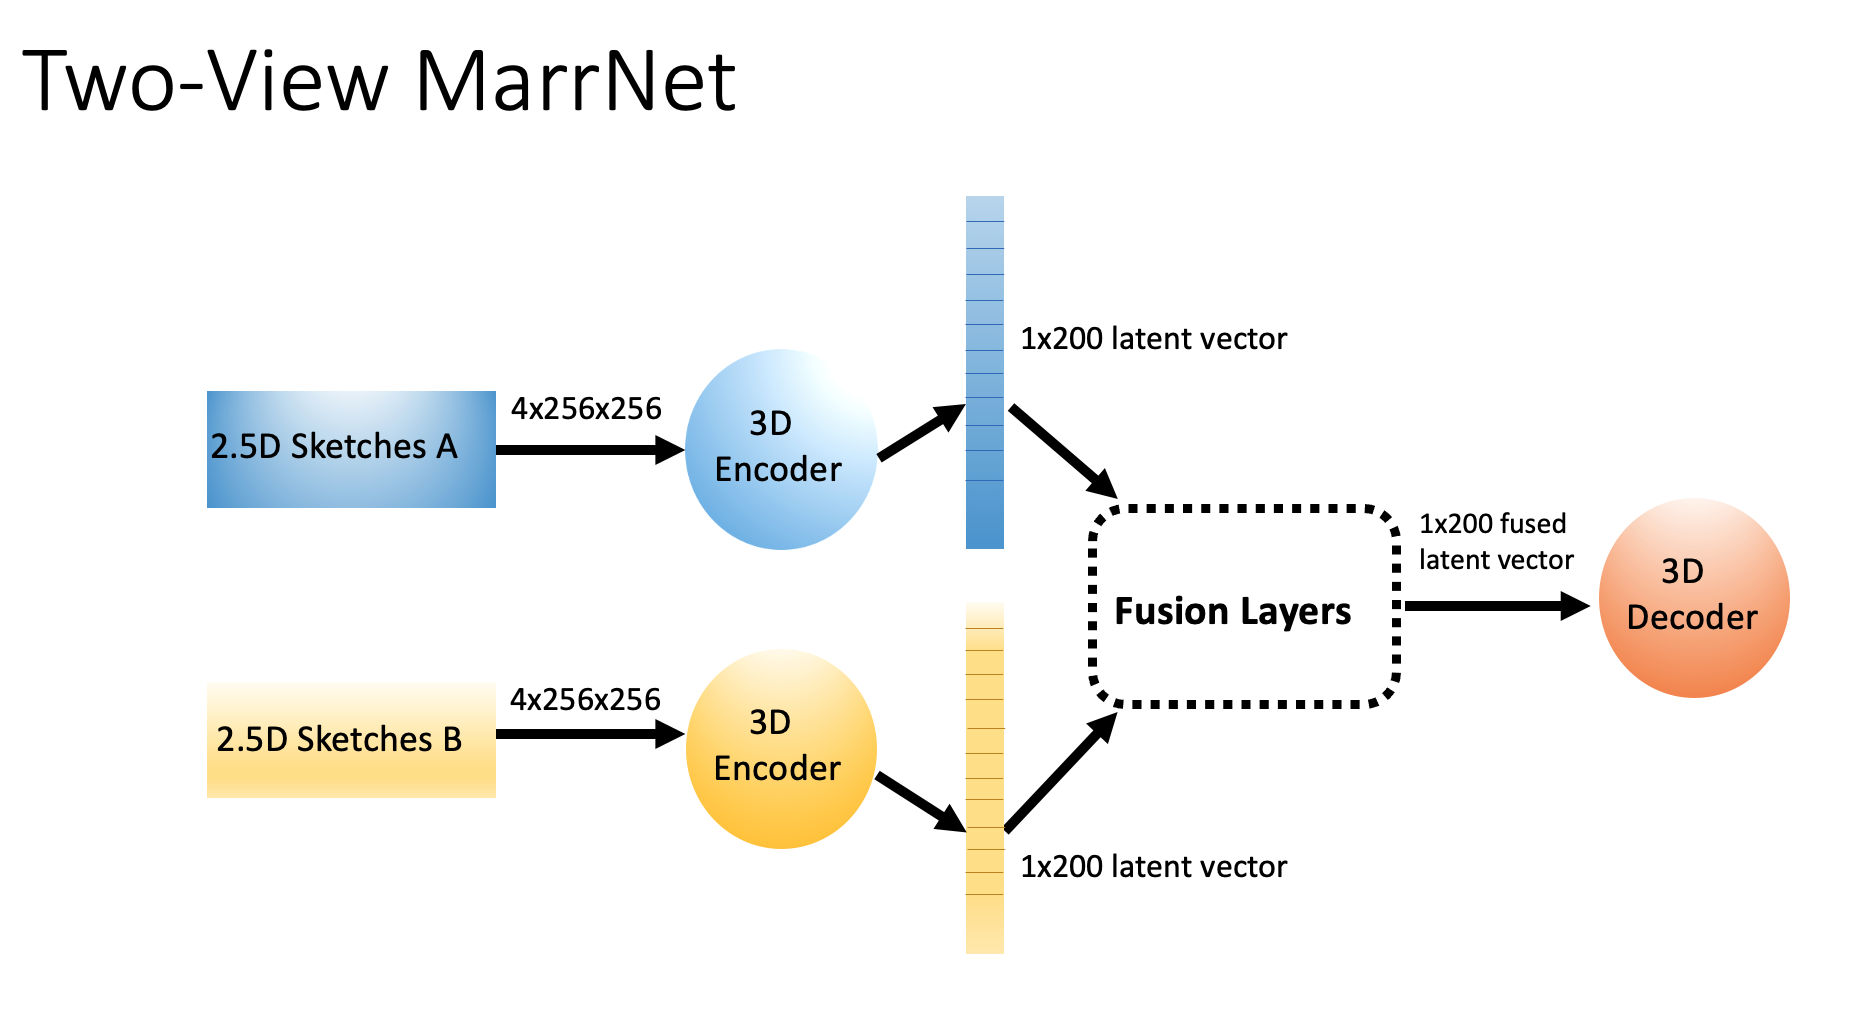 Two-View MarrNet
1x200 latent vector
4x256x256
2.5D Sketches A
3D
Encoder
1x200 fused
latent vector
3D
Decoder
Fusion Layers
4x256x256
2.5D Sketches B
3D
Encoder
1x200 latent vector